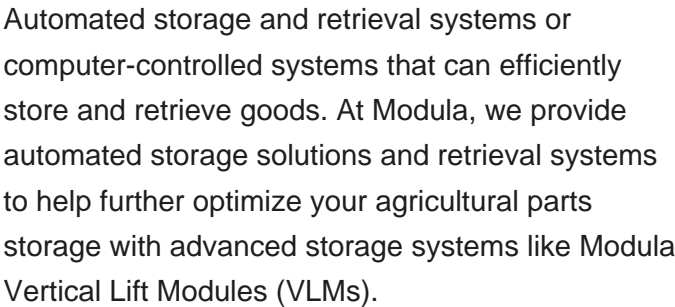 Automated storage and retrieval systems or
computer-controlled systems that can efficiently
store and retrieve goods. At Modula, we provide
automated storage solutions and retrieval systems
to help further optimize your agricultural parts
storage with advanced storage systems like Modula
Vertical Lift Modules (VLMs).